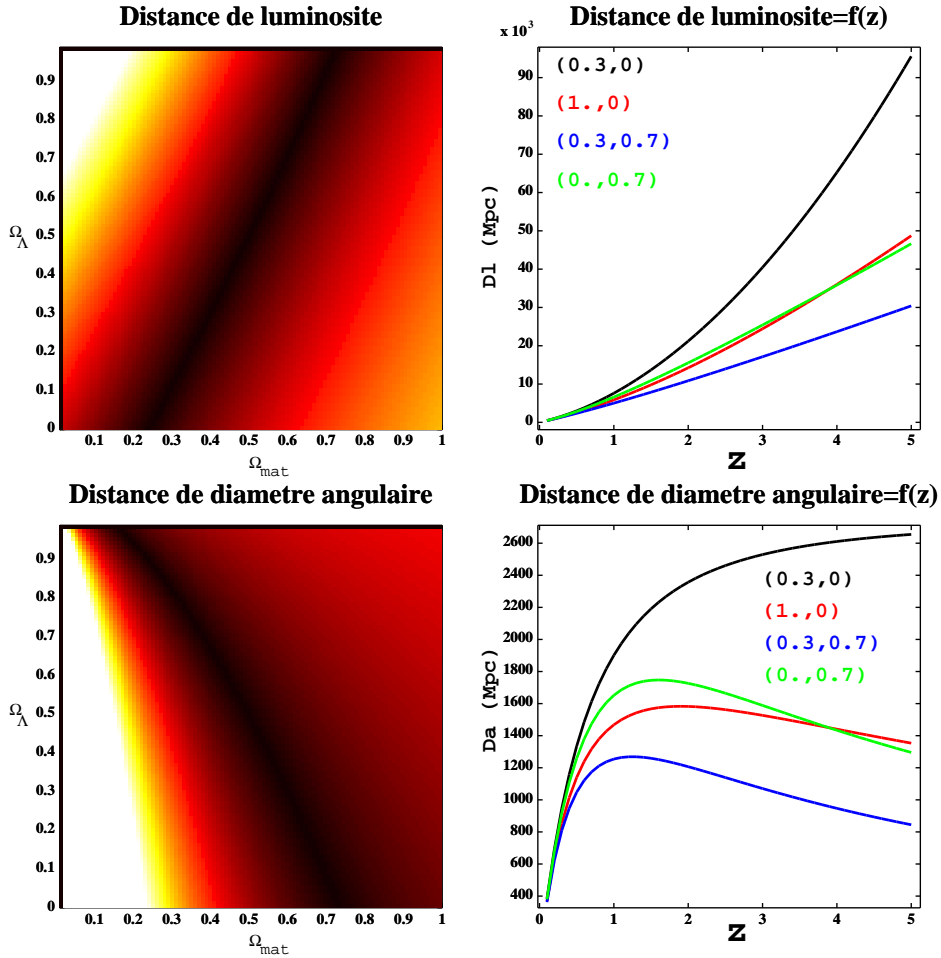 Distance de luminosite
0.9
0.8
0.7
0.6
0.5
0.4
0.3
0.2
0.1
0
Ω_Λ
0.1 0.2 0.3 0.4 0.5 0.6 0.7 0.8 0.9 1
Ω_mat
Distance de luminosite=f(z)
x 10³
90
80
70
60
50
40
30
20
10
0
Dl (Mpc)
(0.3,0)
(1.,0)
(0.3,0.7)
(0.,0.7)
0 1 2 3 4 5
Z
Distance de diametre angulaire
0.9
0.8
0.7
0.6
0.5
0.4
0.3
0.2
0.1
0
Ω_Λ
0.1 0.2 0.3 0.4 0.5 0.6 0.7 0.8 0.9 1
Ω_mat
Distance de diametre angulaire=f(z)
2600
2400
2200
2000
1800
1600
1400
1200
1000
800
600
400
Da (Mpc)
(0.3,0)
(1.,0)
(0.3,0.7)
(0.,0.7)
0 1 2 3 4 5
Z